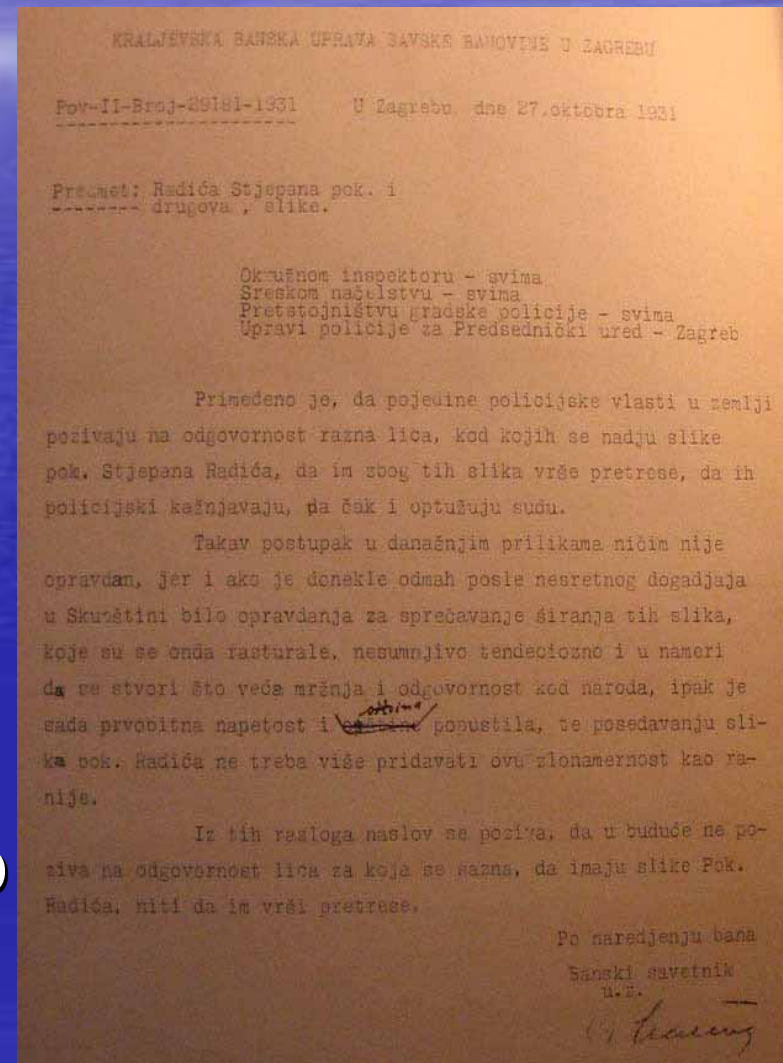 KRALJEVSKA BANSKA UPRAVA SAVSKE BANOVINE U ZAGREBU
Pov-II-Broj-29181-1931 U Zagrebu, dne 27.oktobra 1931
Predmet: Radića Stjepana pok. i
drugova , slike.
Okružnom inspektoru - svima
Sreskom načelstvu - svima
Pretstojništvu gradske policije - svima
Upravi policije za Predsednički ured - Zagreb
Primećeno je, da pojedine policijske vlasti u zemlji
pozivaju na odgovornost razna lica, kod kojih se nadju slike
pok. Stjepana Radića, da im zbog tih slika vrše pretrese, da ih
policijski kažnjavaju, pa čak i optužuju sudu.
Takav postupak u današnjim prilikama ničim nije
opravdan, jer i ako je donekle odmah posle nesretnog dogadjaja
u Skupštini bilo opravdanja za sprečavanje širanja tih slika,
koje su se onda rasturale, nesumnjivo tendeciozno i u nameri
da se stvori što veća mržnja i odgovornost kod naroda, ipak je
sada prvobitna napetost i oštrina popustila, te posedavanju sli-
ka pok. Radića ne treba više pridavati ovu zlonamernost kao ra-
nije.
Iz tih razloga naslov se poziva, da u buduće ne po-
ziva na odgovornost lica za koja se sazna, da imaju slike Pok.
Radića, niti da im vrši pretrese.
Po naredjenju bana
Banski savetnik
u.z.